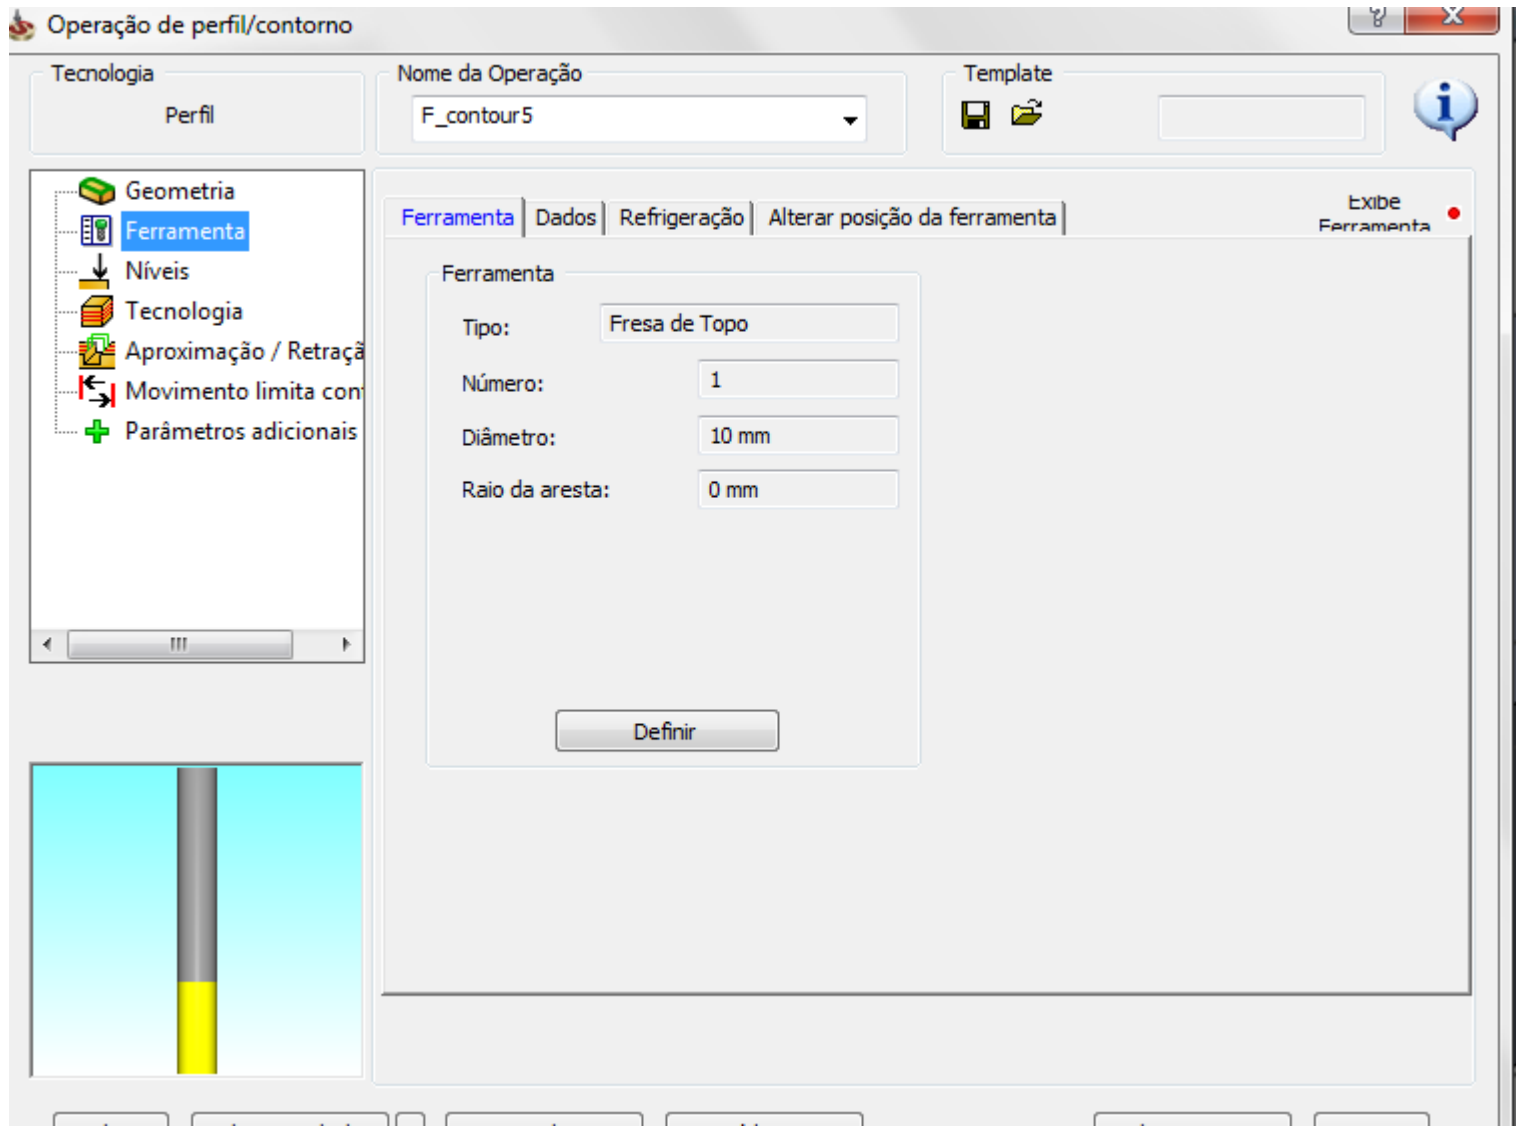 Operação de perfil/contorno
Tecnologia
Perfil
Nome da Operação
F_contour5
Template
Geometria
Ferramenta
Níveis
Tecnologia
Aproximação / Retraçã
Movimento limita con
Parâmetros adicionais
Ferramenta
Dados
Refrigeração
Alterar posição da ferramenta
Exibe
Ferramenta
Ferramenta
Tipo:
Fresa de Topo
Número:
1
Diâmetro:
10 mm
Raio da aresta:
0 mm
Definir